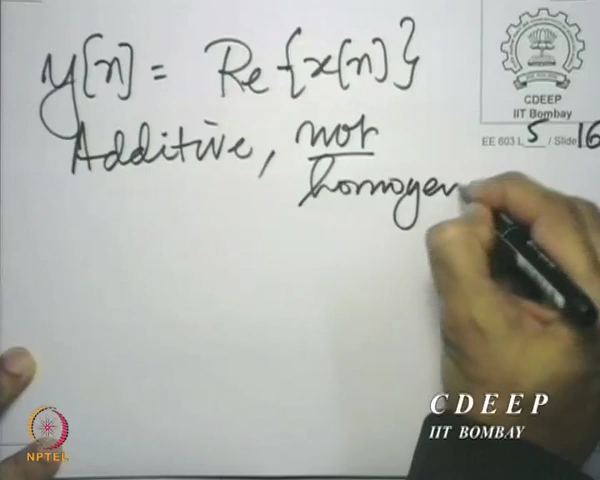 y[n] = Re{x[n]}
Additive, not
homogen
CDEEP
IIT Bombay
EE 603 L 5 / Slide 16
CDEEP
IIT BOMBAY
NPTEL